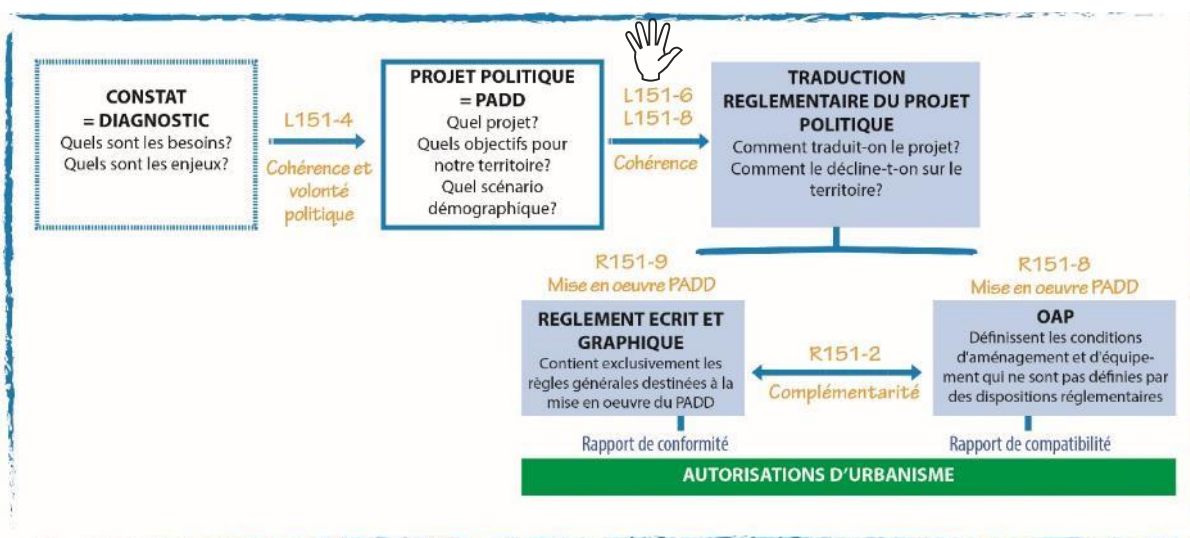 CONSTAT
= DIAGNOSTIC
Quels sont les besoins?
Quels sont les enjeux?
L151-4
Cohérence et
volonté
politique
PROJET POLITIQUE
= PADD
Quel projet?
Quels objectifs pour
notre territoire?
Quel scénario
démographique?
L151-6
L151-8
Cohérence
TRADUCTION
REGLEMENTAIRE DU PROJET
POLITIQUE
Comment traduit-on le projet?
Comment le décline-t-on sur le
territoire?
R151-9
Mise en oeuvre PADD
REGLEMENT ECRIT ET
GRAPHIQUE
Contient exclusivement les
règles générales destinées à la
mise en oeuvre du PADD
R151-2
Complémentarité
R151-8
Mise en oeuvre PADD
OAP
Définissent les conditions
d'aménagement et d'équipe-
ment qui ne sont pas définies par
des dispositions réglementaires
Rapport de conformité
Rapport de compatibilité
AUTORISATIONS D'URBANISME